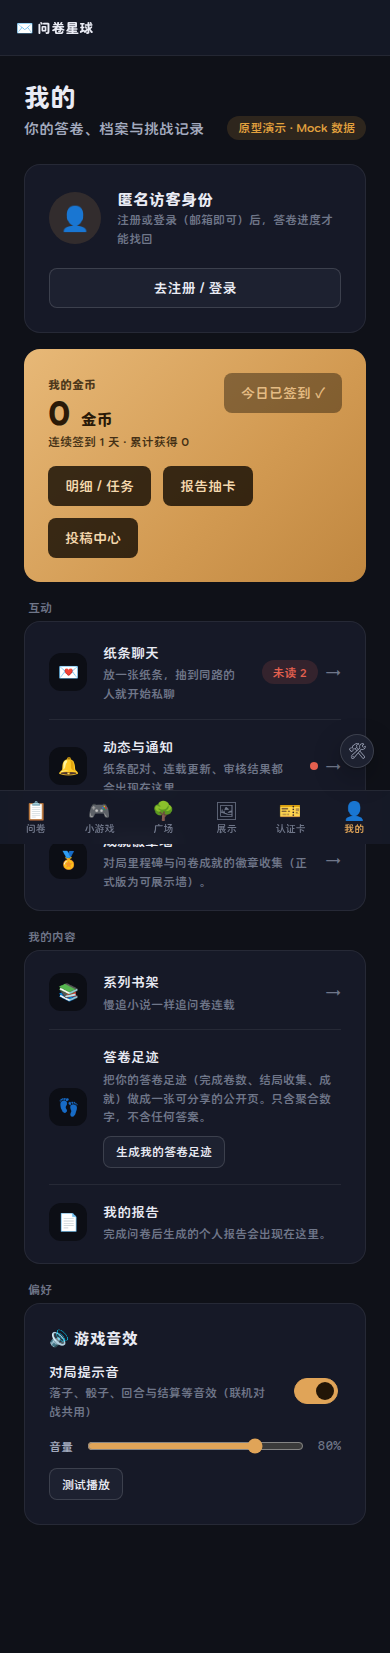 问卷星球
我的
你的答卷、档案与挑战记录
原型演示 · Mock 数据
匿名访客身份
注册或登录（邮箱即可）后，答卷进度才
能找回
去注册 / 登录
我的金币
今日已签到 ✓
0 金币
连续签到 1 天 · 累计获得 0
明细 / 任务
报告抽卡
投稿中心
互动
纸条聊天
放一张纸条，抽到同路的
人就开始私聊
未读 2 →
动态与通知
纸条配对、连载更新、审核结果都
会出现在这里
→
问卷
小游戏
广场
展示
认证卡
我的
对局里程碑与问卷成就的徽章收集（正
式版为可展示墙）。
→
我的内容
系列书架
慢追小说一样追问卷连载
→
答卷足迹
把你的答卷足迹（完成卷数、结局收集、成
就）做成一张可分享的公开页。只含聚合数
字，不含任何答案。
生成我的答卷足迹
我的报告
完成问卷后生成的个人报告会出现在这里。
偏好
游戏音效
对局提示音
落子、骰子、回合与结算等音效（联机对
战共用）
音量
80%
测试播放